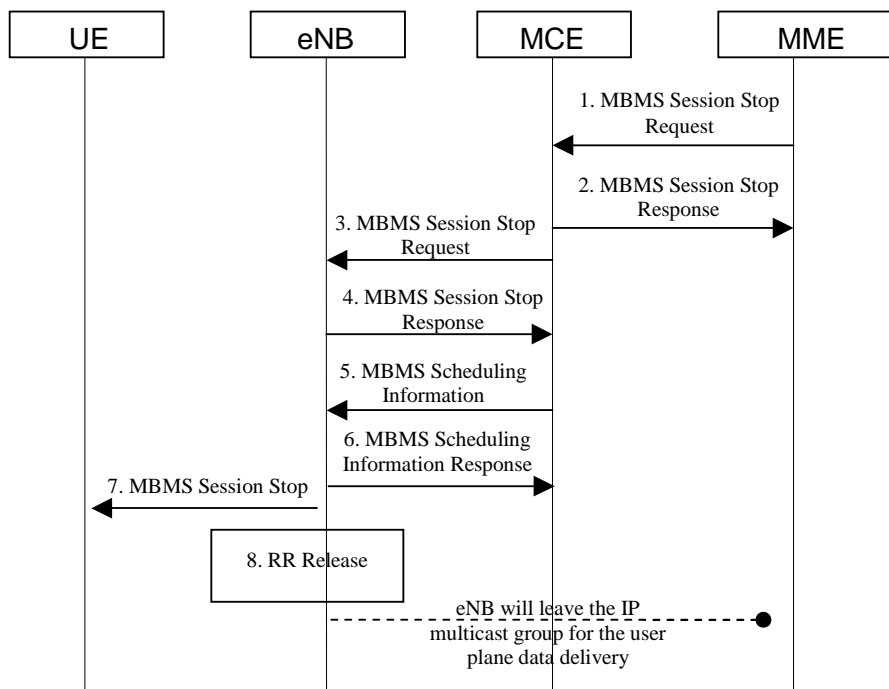 UE
eNB
MCE
MME
1. MBMS Session Stop
Request
2. MBMS Session Stop
Response
3. MBMS Session Stop
Request
4. MBMS Session Stop
Response
5. MBMS Scheduling
Information
6. MBMS Scheduling
Information Response
7. MBMS Session Stop
8. RR Release
eNB will leave the IP
multicast group for the user
plane data delivery